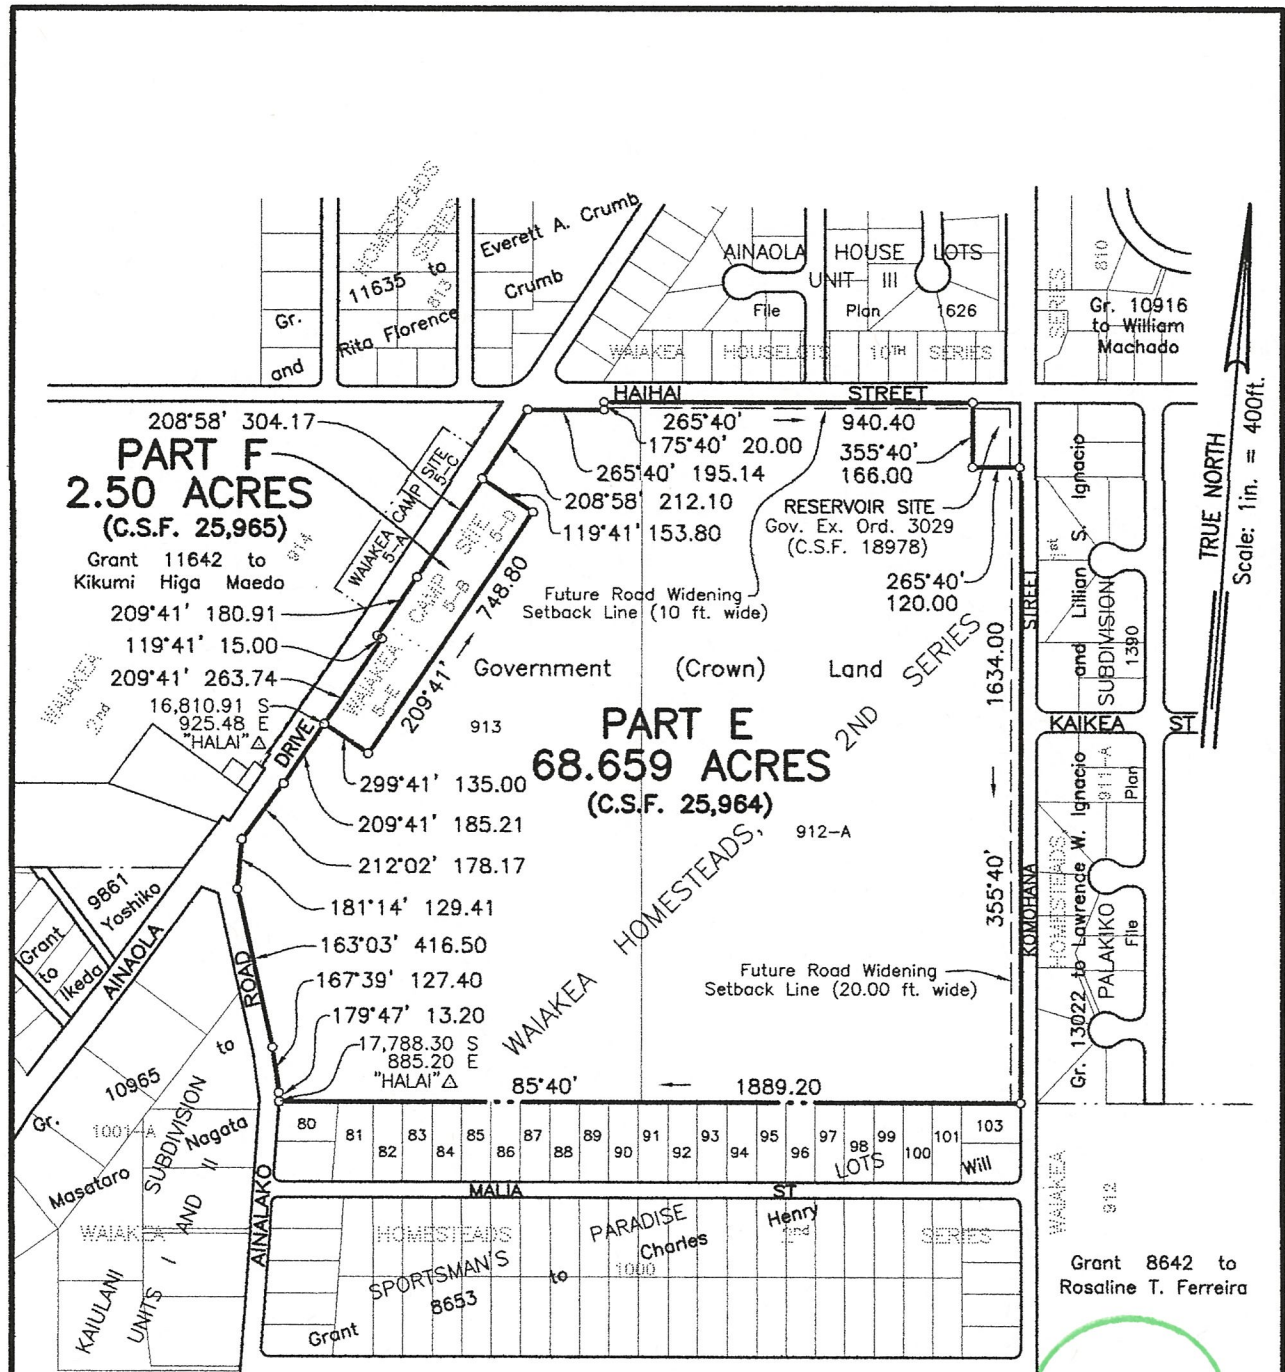 HOMESTEADS
SERIES
Gr. 11635 to
813
Everett A. Crumb
and Rita Florence Crumb
AINAOLA HOUSE LOTS
UNIT III
File Plan 1626
WAIAKEA HOUSELOTS 10TH SERIES
SERIES
810
Gr. 10916
to William
Machado
TRUE NORTH
Scale: 1in. = 400ft.
HAIHAI STREET
208°58' 304.17
PART F
2.50 ACRES
(C.S.F. 25,965)
Grant 11642 to
Kikumi Higa Maedo
914
WAIAKEA CAMP SITE
5-A
5-C
265°40' 940.40
175°40' 20.00
265°40' 195.14
208°58' 212.10
119°41' 153.80
355°40'
166.00
RESERVOIR SITE
Gov. Ex. Ord. 3029
(C.S.F. 18978)
265°40'
120.00
Future Road Widening
Setback Line (10 ft. wide)
WAIAKEA CAMP SITE
5-E
5-B
5-D
209°41' 748.80
209°41' 180.91
119°41' 15.00
209°41' 263.74
16,810.91 S
925.48 E
"HALAI" △
WAIAKEA
2nd
DRIVE
Government (Crown) Land
913
PART E
68.659 ACRES
(C.S.F. 25,964)
912-A
WAIAKEA HOMESTEADS, 2ND SERIES
299°41' 135.00
209°41' 185.21
212°02' 178.17
181°14' 129.41
163°03' 416.50
167°39' 127.40
179°47' 13.20
17,788.30 S
885.20 E
"HALAI" △
85°40' 1889.20
355°40' 1634.00
Future Road Widening
Setback Line (20.00 ft. wide)
KOMOHANA STREET
KAIKEA ST
1st
Gr. 13022 to Lawrence W. Ignacio and Lillian S. Ignacio
HOMESTEADS
911-A
PALAKIKO SUBDIVISION
File Plan 1390
Grant 9861
to Yoshiko
Ikeda
AINAOLA
ROAD
AINALAKO
Gr. 10965 to
Masataro Nagata
1001-A
WAIAKEA
KAIULANI SUBDIVISION
UNITS I AND II
80 81 82 83 84 85 86 87 88 89 90 91 92 93 94 95 96 97 98 99 100 101 103
LOTS
MALIA ST
HOMESTEADS 2nd SERIES
SPORTSMAN'S PARADISE
1000
Grant 8653 to Charles Henry Will
WAIAKEA
912
Grant 8642 to
Rosaline T. Ferreira